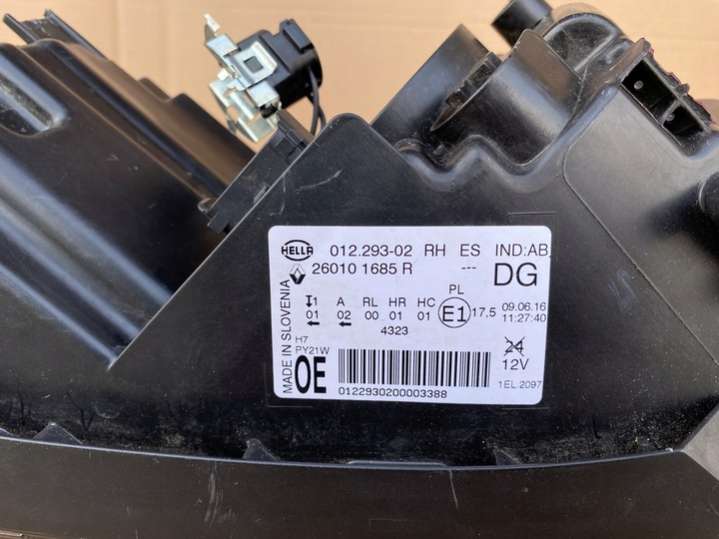 HELLA 012.293-02 RH ES IND:AB
26010 1685 R --- DG
PL
1 A RL HR HC E1 17.5 09.06.16
01 02 00 01 01 11:27:40
4323
H7
PY21W
24
12V
OE
0122930200003388
1EL 2097
MADE IN SLOVENIA